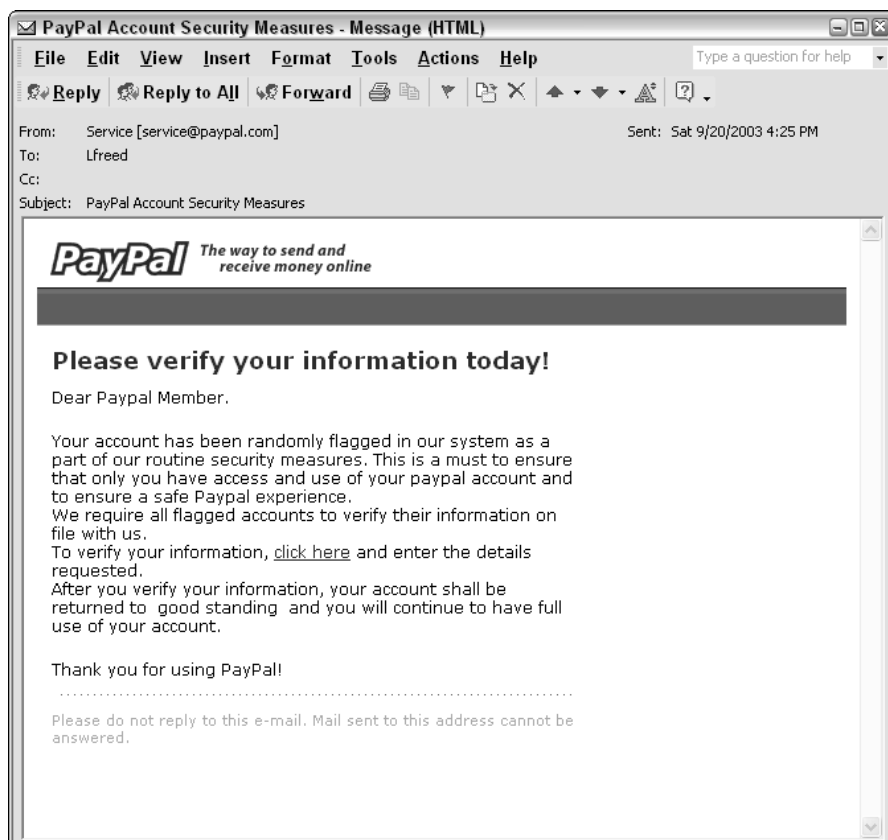 PayPal Account Security Measures - Message (HTML)
File Edit View Insert Format Tools Actions Help Type a question for help
Reply Reply to All Forward
From: Service [service@paypal.com] Sent: Sat 9/20/2003 4:25 PM
To: Lfreed
Cc:
Subject: PayPal Account Security Measures
PayPal The way to send and
receive money online
Please verify your information today!
Dear Paypal Member.
Your account has been randomly flagged in our system as a
part of our routine security measures. This is a must to ensure
that only you have access and use of your paypal account and
to ensure a safe Paypal experience.
We require all flagged accounts to verify their information on
file with us.
To verify your information, click here and enter the details
requested.
After you verify your information, your account shall be
returned to  good standing  and you will continue to have full
use of your account.
Thank you for using PayPal!
Please do not reply to this e-mail. Mail sent to this address cannot be
answered.